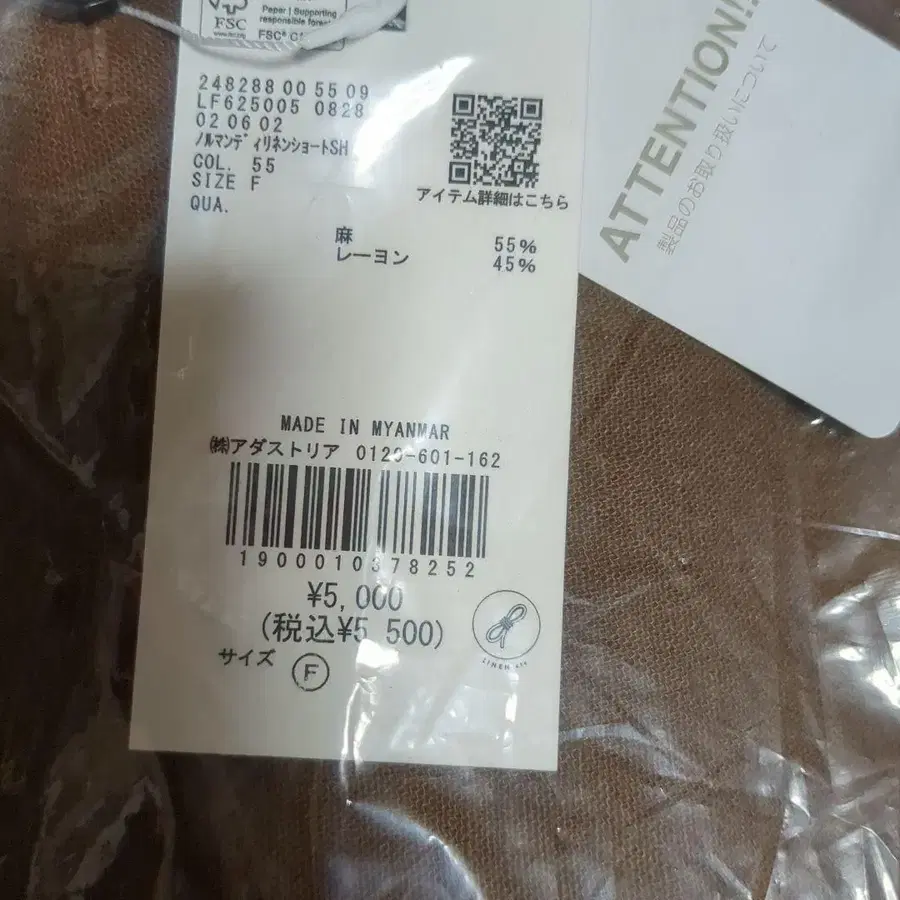 FSC
Paper | Supporting
responsible forestry
248288 00 55 09
LF625005 0828
02 06 02
ノルマンディリネンショートSH
COL. 55
SIZE F
QUA.
アイテム詳細はこちら
麻 55%
レーヨン 45%
MADE IN MYANMAR
㈱アダストリア 0120-601-162
1900010378252
¥5,000
(税込¥5,500)
サイズ F
LINEN
ATTENTION!!
製品のお取り扱いについて